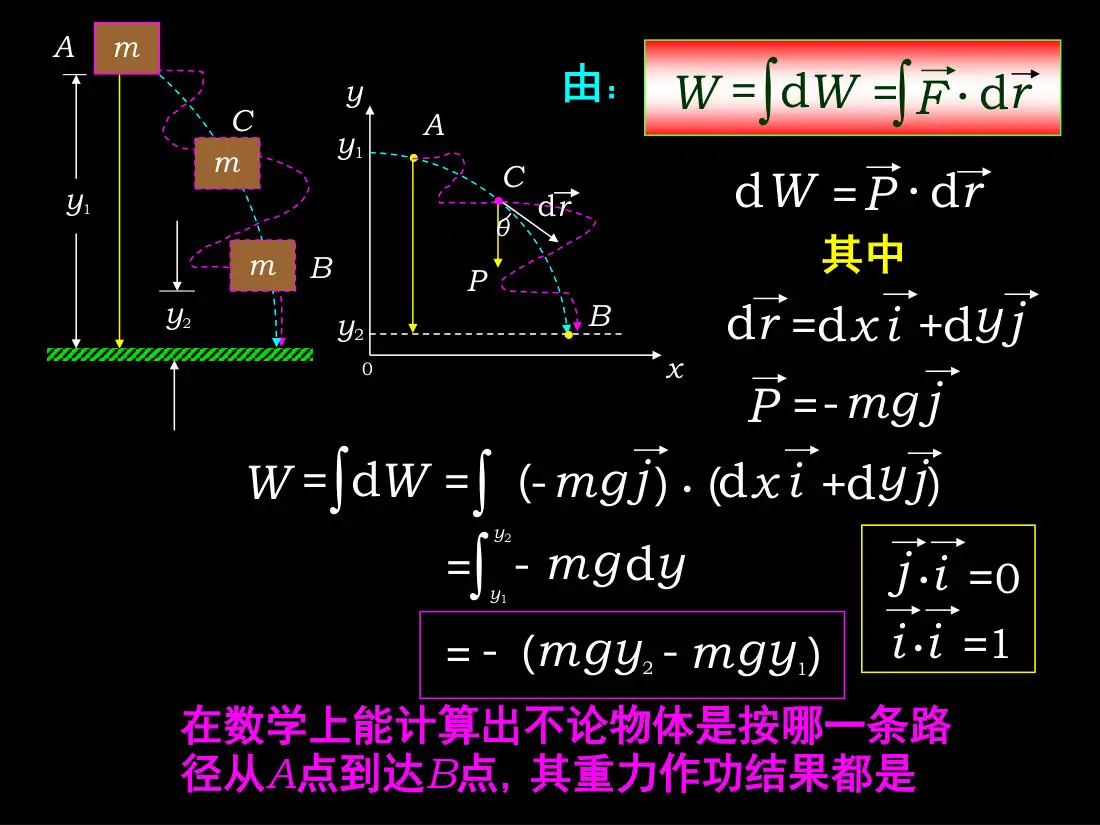 A m
C
m
y₁
m B
y₂
y
y₁
A
C
dr⃗
θ
P
y₂
B
0
x
由：
W = ∫dW = ∫F⃗·dr⃗
dW = P⃗·dr⃗
其中
dr⃗ = dx i⃗ + dy j⃗
P⃗ = - mg j⃗
W = ∫dW = ∫ (- mg j⃗)·(dx i⃗ + dy j⃗)
= ∫_{y₁}^{y₂} - mg dy
j⃗·i⃗ = 0
i⃗·i⃗ = 1
= - (mgy₂ - mgy₁)
在数学上能计算出不论物体是按哪一条路
径从A点到达B点, 其重力作功结果都是